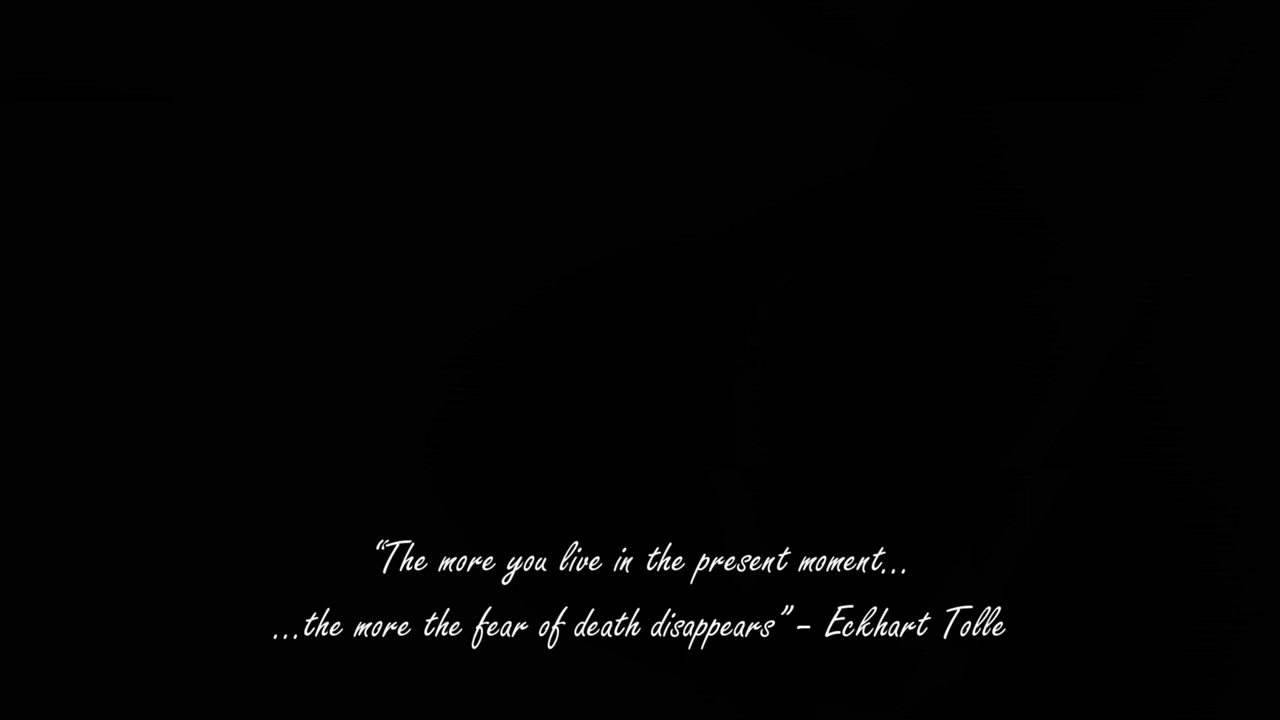 “The more you live in the present moment...
...the more the fear of death disappears” – Eckhart Tolle